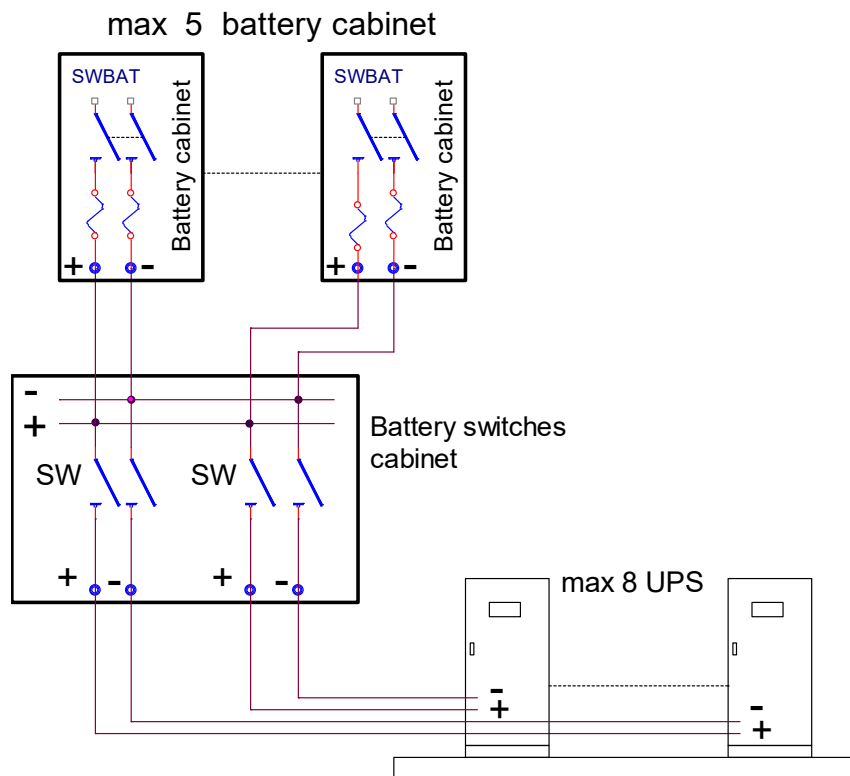 max 5 battery cabinet
SWBAT
Battery cabinet
+ -
SWBAT
Battery cabinet
+ -
-
+
Battery switches
cabinet
SW
SW
+ - + -
max 8 UPS
-
+
-
+